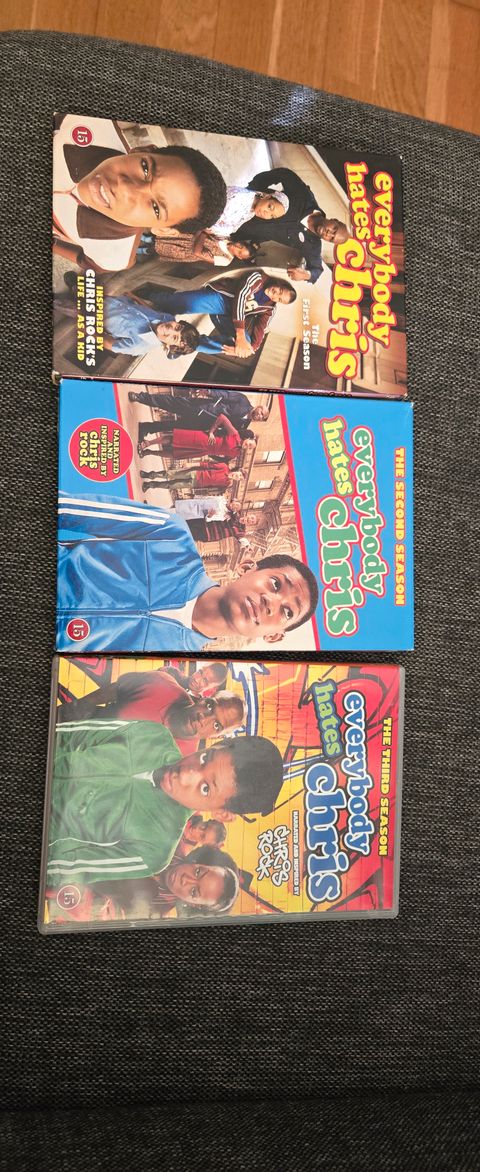 everybody
hates chris
The
First Season
INSPIRED BY
CHRIS ROCK'S
LIFE... AS A KID
15
THE SECOND SEASON
everybody
hates chris
NARRATED
AND
INSPIRED BY
chris
rock
15
THE THIRD SEASON
everybody
hates chris
NARRATED AND INSPIRED BY
CHRIS
ROCK
15